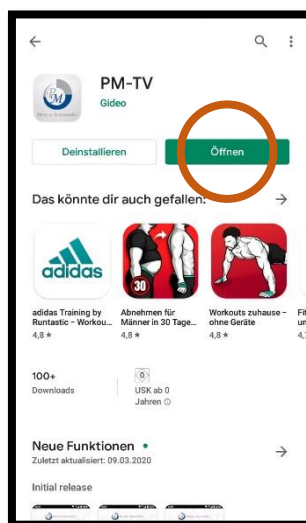 PM-TV
Gideo
PM
Deinstallieren
Öffnen
Das könnte dir auch gefallen:
adidas
30
adidas Training by
Runtastic – Workou...
4,8 ★
Abnehmen für
Männer in 30 Tage...
4,8 ★
Workouts zuhause –
ohne Geräte
4,8 ★
100+
Downloads
0
USK ab 0
Jahren
Neue Funktionen •
Zuletzt aktualisiert: 09.03.2020
Initial release